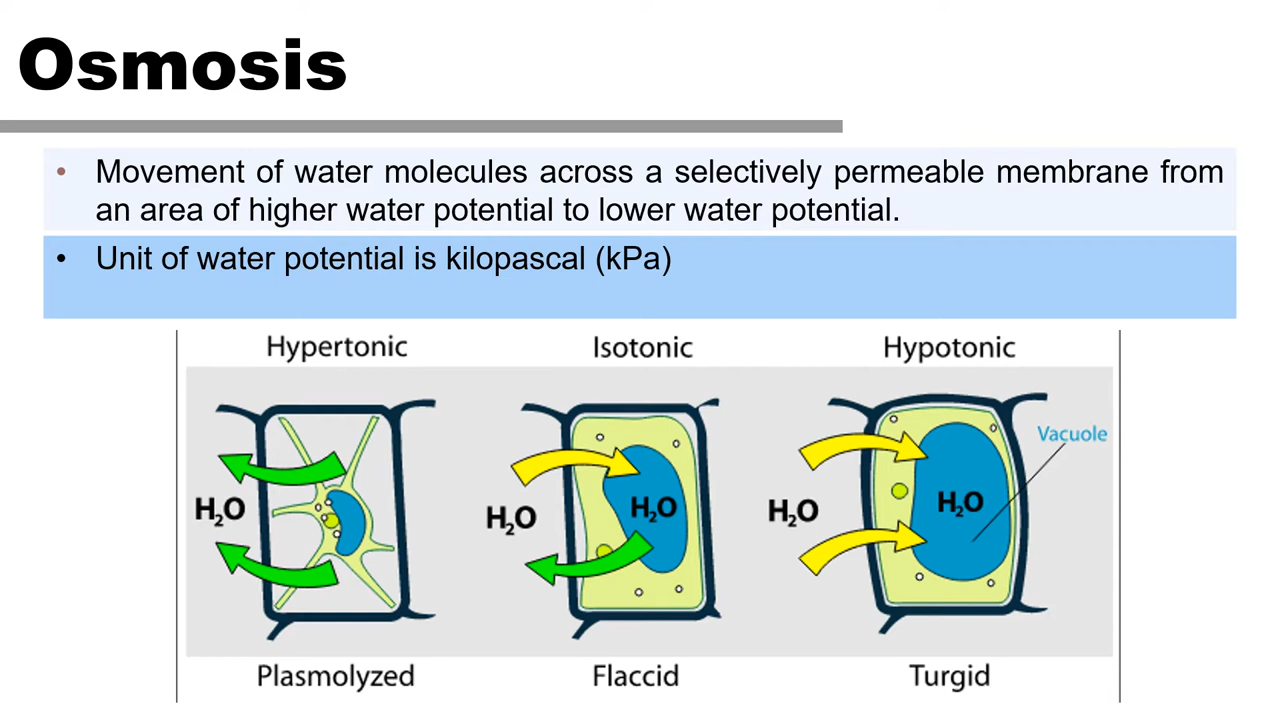 Osmosis
• Movement of water molecules across a selectively permeable membrane from
an area of higher water potential to lower water potential.
• Unit of water potential is kilopascal (kPa)
Hypertonic Isotonic Hypotonic
Vacuole
H₂O H₂O H₂O H₂O H₂O
Plasmolyzed Flaccid Turgid